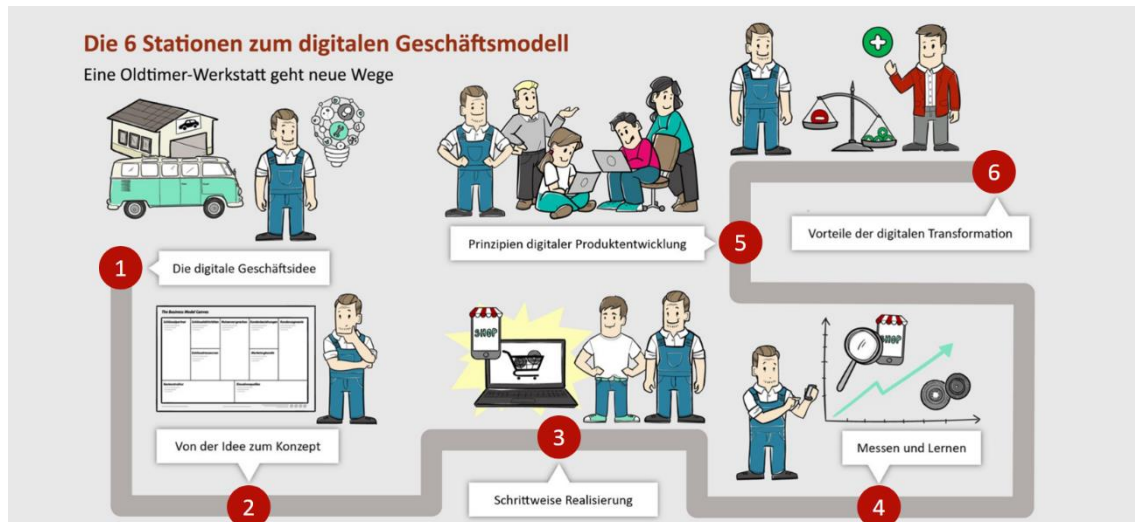 Die 6 Stationen zum digitalen Geschäftsmodell
Eine Oldtimer-Werkstatt geht neue Wege
1
Die digitale Geschäftsidee
The Business Model Canvas
2
Von der Idee zum Konzept
SHOP
3
Schrittweise Realisierung
SHOP
4
Messen und Lernen
5
Prinzipien digitaler Produktentwicklung
6
Vorteile der digitalen Transformation